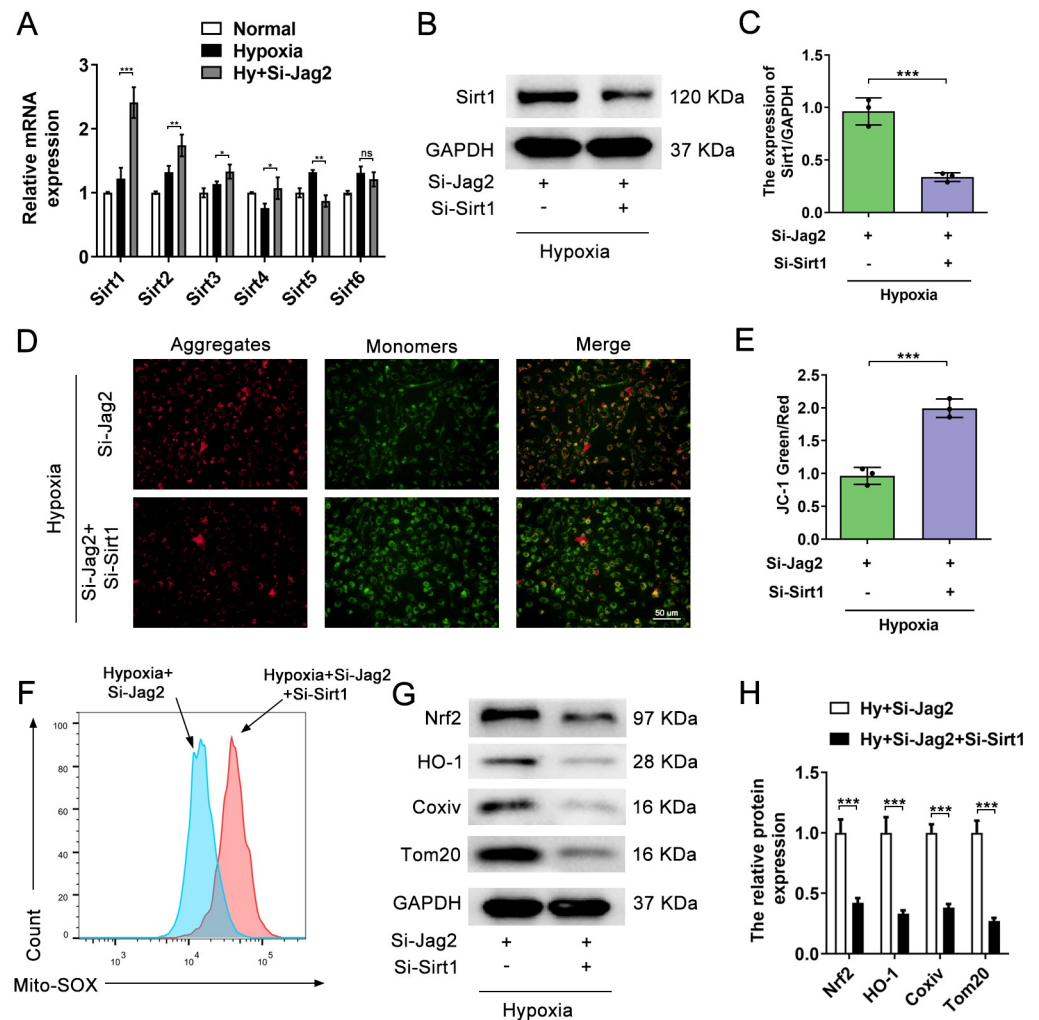 A
Normal
Hypoxia
Hy+Si-Jag2
Relative mRNA
expression
3
2
1
0
***
**
*
*
**
ns
Sirt1
Sirt2
Sirt3
Sirt4
Sirt5
Sirt6
B
Sirt1
120 KDa
GAPDH
37 KDa
Si-Jag2 + +
Si-Sirt1 - +
Hypoxia
C
The expression of
Sirt1/GAPDH
1.5
1.0
0.5
0.0
***
Si-Jag2 + +
Si-Sirt1 - +
Hypoxia
D
Aggregates Monomers Merge
Hypoxia
Si-Jag2
Si-Jag2+
Si-Sirt1
50 um
E
JC-1 Green/Red
2.5
2.0
1.5
1.0
0.5
0.0
***
Si-Jag2 + +
Si-Sirt1 - +
Hypoxia
F
Hypoxia+
Si-Jag2
Hypoxia+Si-Jag2
+Si-Sirt1
Count
100
80
60
40
20
0
10³ 10⁴ 10⁵
Mito-SOX
G
Nrf2 97 KDa
HO-1 28 KDa
Coxiv 16 KDa
Tom20 16 KDa
GAPDH 37 KDa
Si-Jag2 + +
Si-Sirt1 - +
Hypoxia
H
Hy+Si-Jag2
Hy+Si-Jag2+Si-Sirt1
The relative protein
expression
1.5
1.0
0.5
0.0
***
***
***
***
Nrf2
HO-1
Coxiv
Tom20